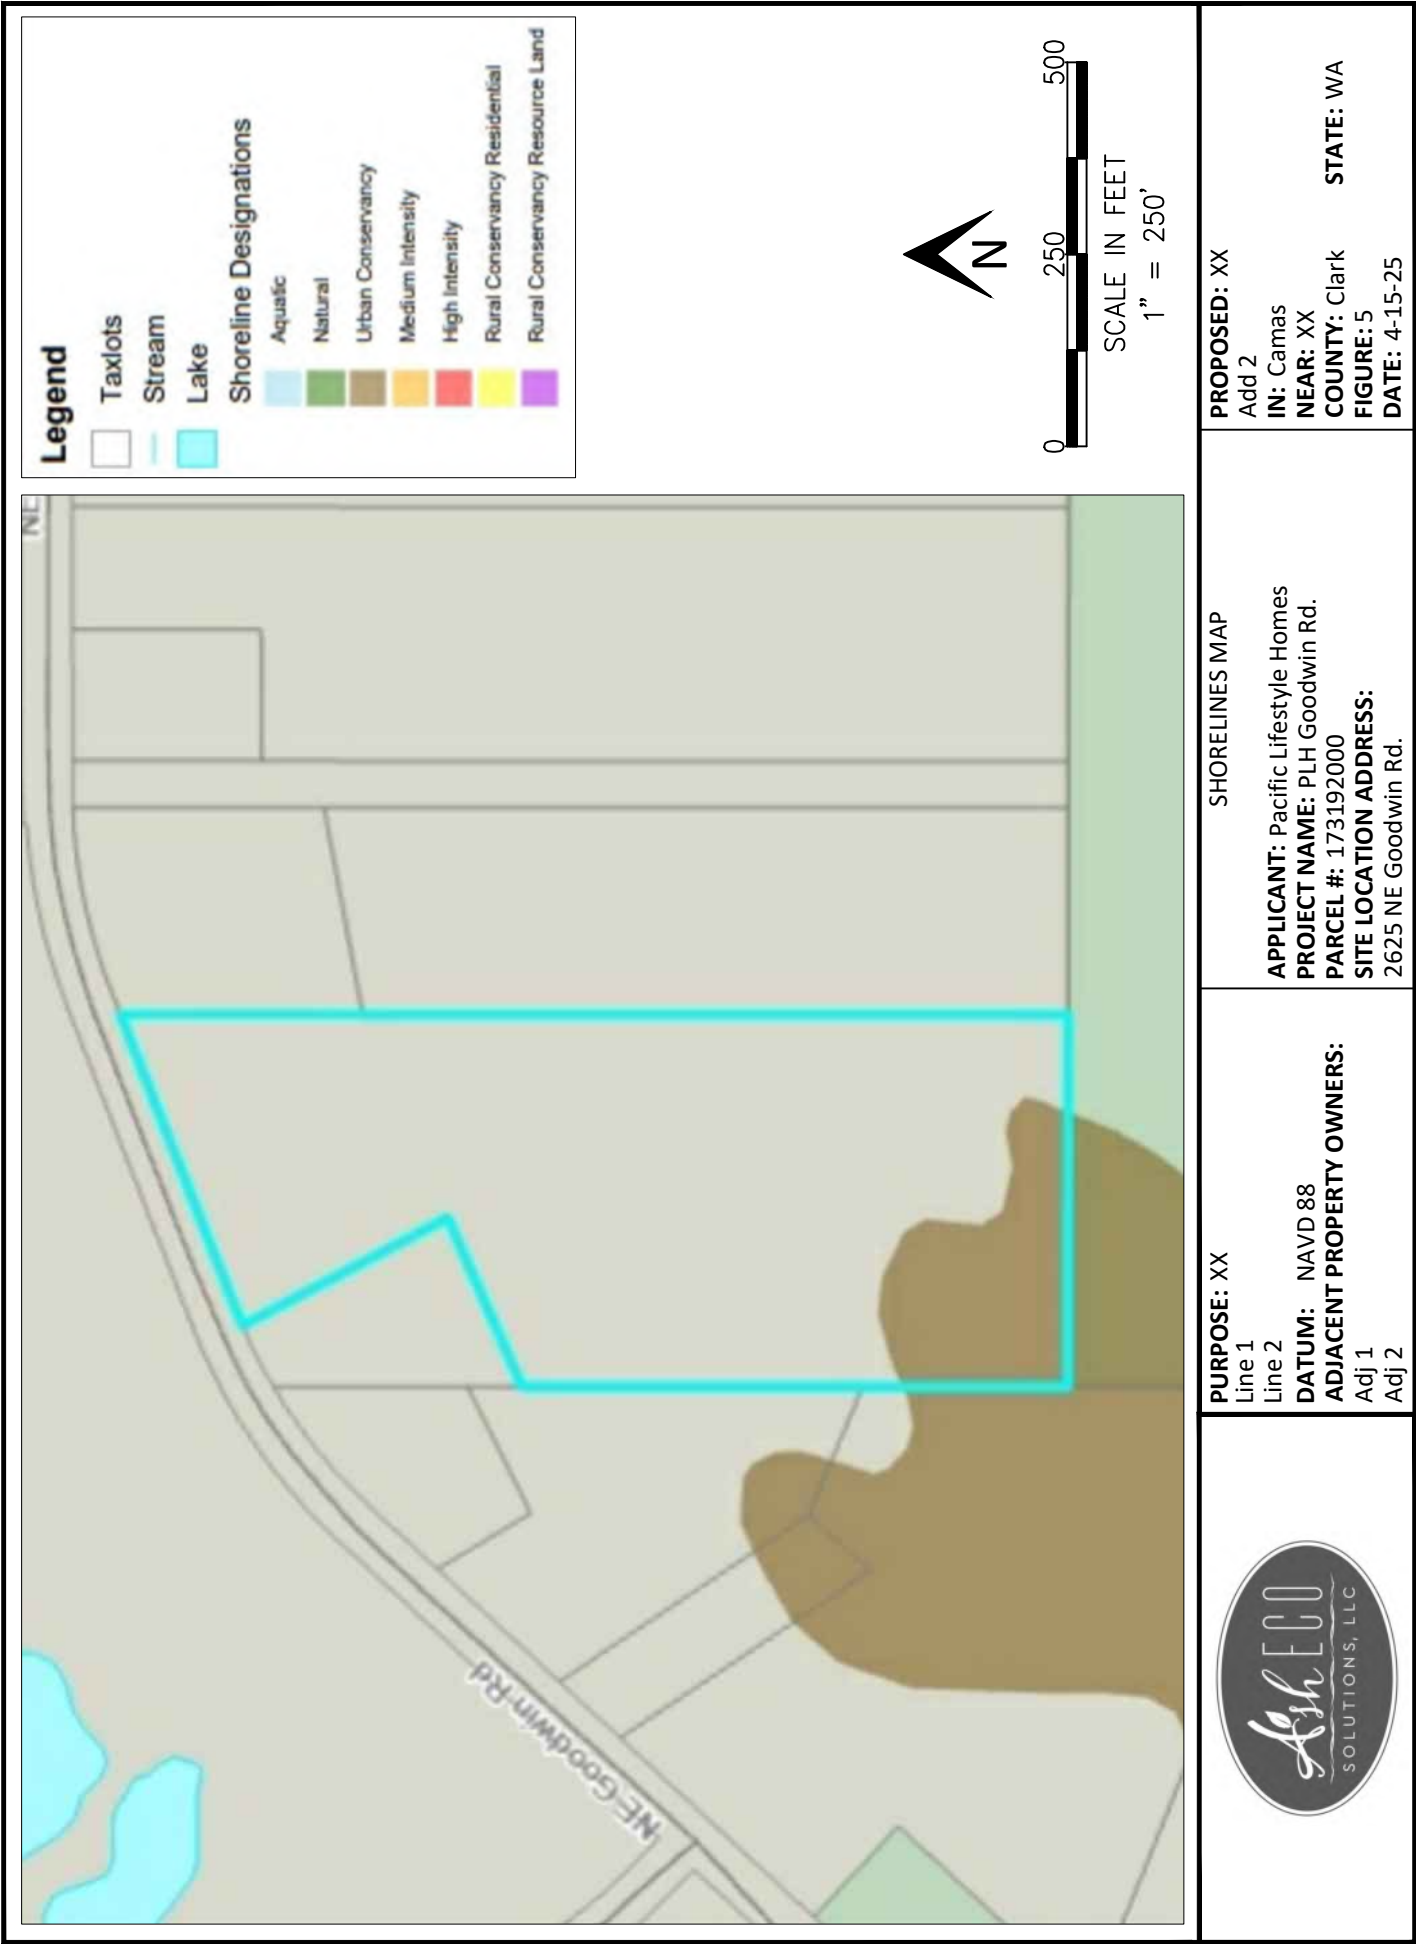 NE
NE Goodwin Rd
Legend
Taxlots
Stream
Lake
Shoreline Designations
Aquatic
Natural
Urban Conservancy
Medium Intensity
High Intensity
Rural Conservancy Residential
Rural Conservancy Resource Land
N
0 250 500
SCALE IN FEET
1" = 250'
Ash ECO
SOLUTIONS, LLC
PURPOSE: XX
Line 1
Line 2
DATUM: NAVD 88
ADJACENT PROPERTY OWNERS:
Adj 1
Adj 2
SHORELINES MAP
APPLICANT: Pacific Lifestyle Homes
PROJECT NAME: PLH Goodwin Rd.
PARCEL #: 173192000
SITE LOCATION ADDRESS:
2625 NE Goodwin Rd.
PROPOSED: XX
Add 2
IN: Camas
NEAR: XX
COUNTY: Clark STATE: WA
FIGURE: 5
DATE: 4-15-25